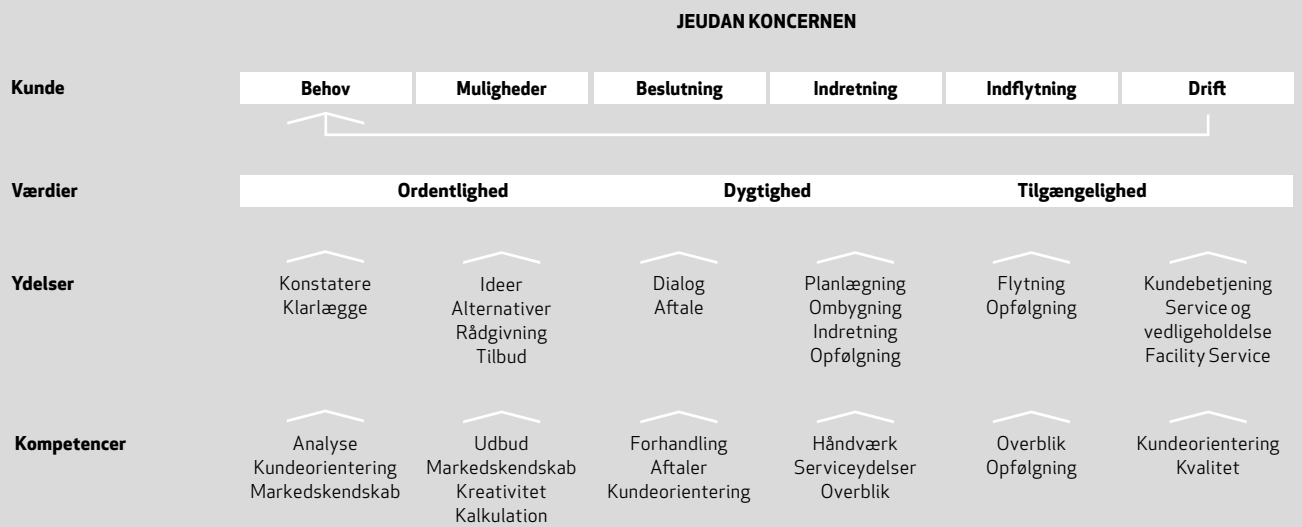 JEUDAN KONCERNEN
Kunde
Behov
Muligheder
Beslutning
Indretning
Indflytning
Drift
Værdier
Ordentlighed
Dygtighed
Tilgængelighed
Ydelser
Konstatere
Klarlægge
Ideer
Alternativer
Rådgivning
Tilbud
Dialog
Aftale
Planlægning
Ombygning
Indretning
Opfølgning
Flytning
Opfølgning
Kundebetjening
Service og
vedligeholdelse
Facility Service
Kompetencer
Analyse
Kundeorientering
Markedskendskab
Udbud
Markedskendskab
Kreativitet
Kalkulation
Forhandling
Aftaler
Kundeorientering
Håndværk
Serviceydelser
Overblik
Overblik
Opfølgning
Kundeorientering
Kvalitet